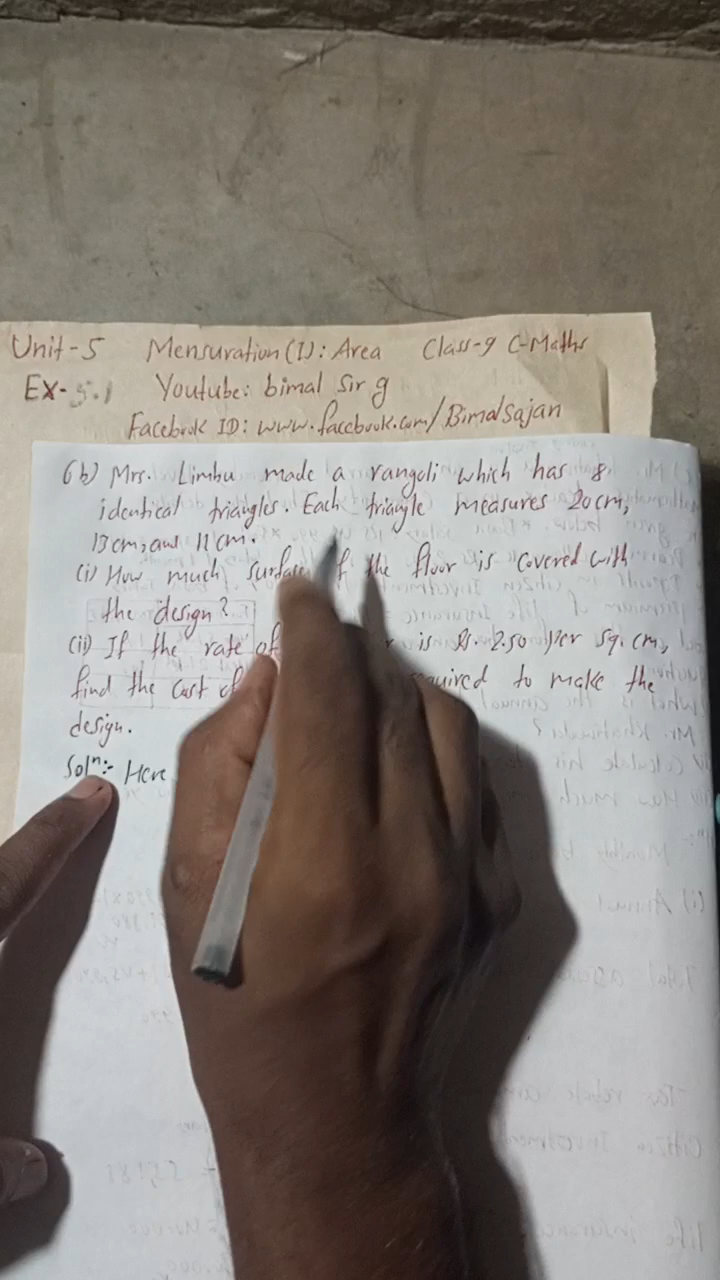 Unit-5 Mensuration (I): Area Class-9 C-Maths
Ex-5.1 Youtube: bimal sir g
Facebook ID: www.facebook.com/BimalSajan
6b) Mrs. Limbu made a rangoli which has 8
identical triangles. Each triangle measures 20cm,
13cm, and 11cm.
(i) How much surface of the floor is covered with
the design?
(ii) If the rate of is Rs. 2.50 per sq. cm,
find the cost of required to make the
design.
Solⁿ:- Here